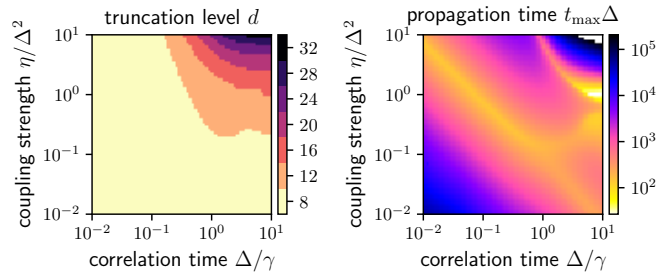 truncation level d
coupling strength η/Δ²
10¹
10⁰
10⁻¹
10⁻²
10⁻² 10⁻¹ 10⁰ 10¹
correlation time Δ/γ
32
28
24
22
20
18
16
12
8
propagation time t_max Δ
coupling strength η/Δ²
10¹
10⁰
10⁻¹
10⁻²
10⁻² 10⁻¹ 10⁰ 10¹
correlation time Δ/γ
10⁵
10⁴
10³
10²